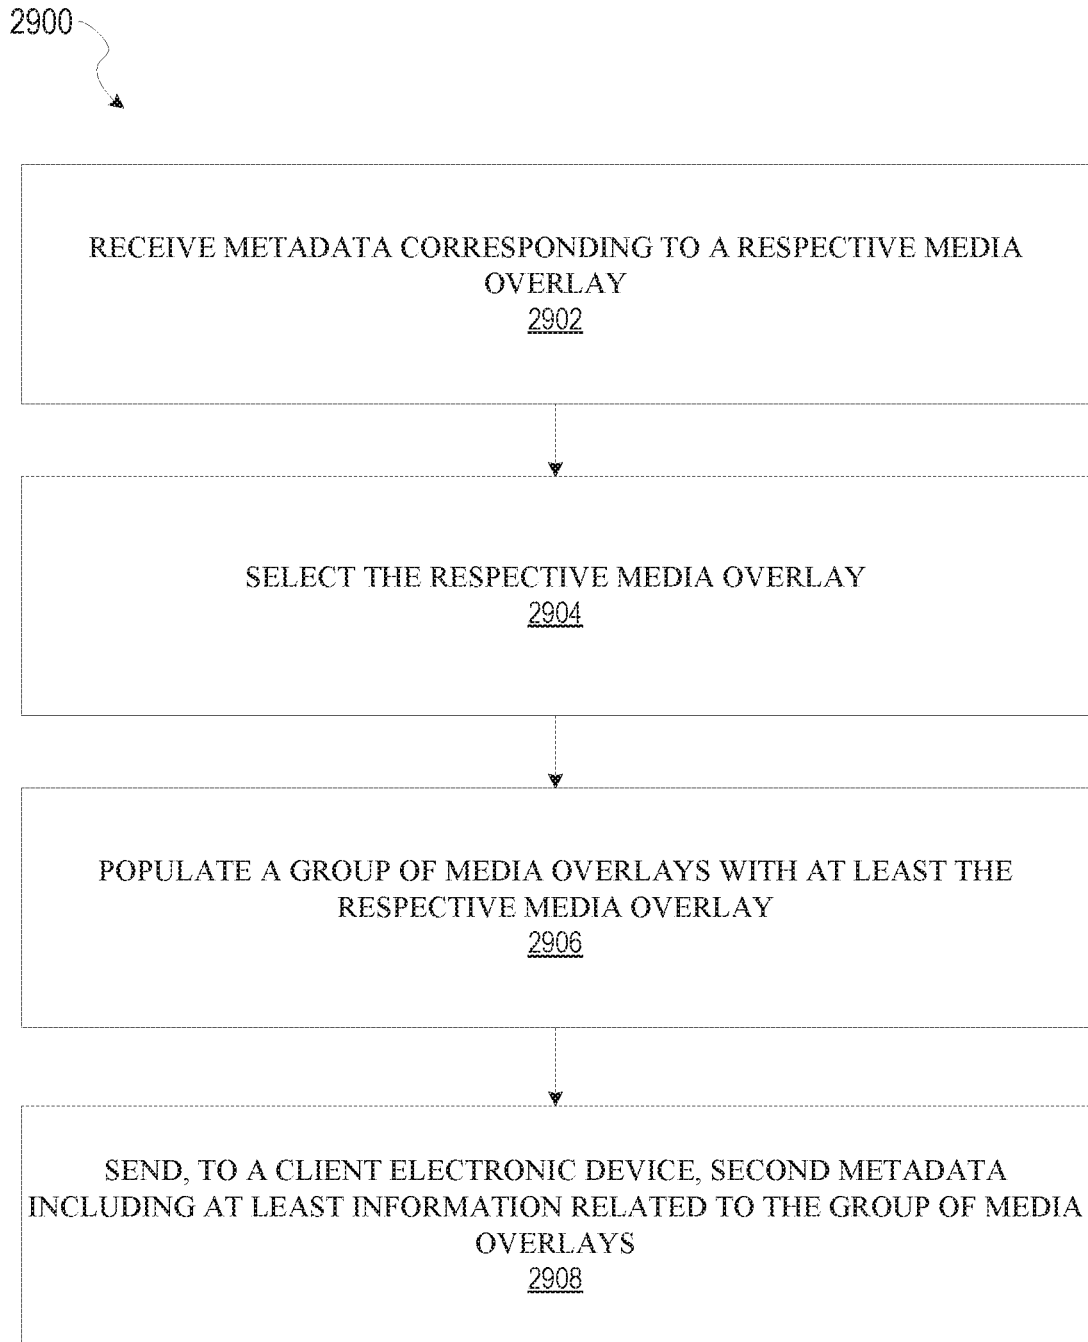 2900
RECEIVE METADATA CORRESPONDING TO A RESPECTIVE MEDIA
OVERLAY
2902
SELECT THE RESPECTIVE MEDIA OVERLAY
2904
POPULATE A GROUP OF MEDIA OVERLAYS WITH AT LEAST THE
RESPECTIVE MEDIA OVERLAY
2906
SEND, TO A CLIENT ELECTRONIC DEVICE, SECOND METADATA
INCLUDING AT LEAST INFORMATION RELATED TO THE GROUP OF MEDIA
OVERLAYS
2908